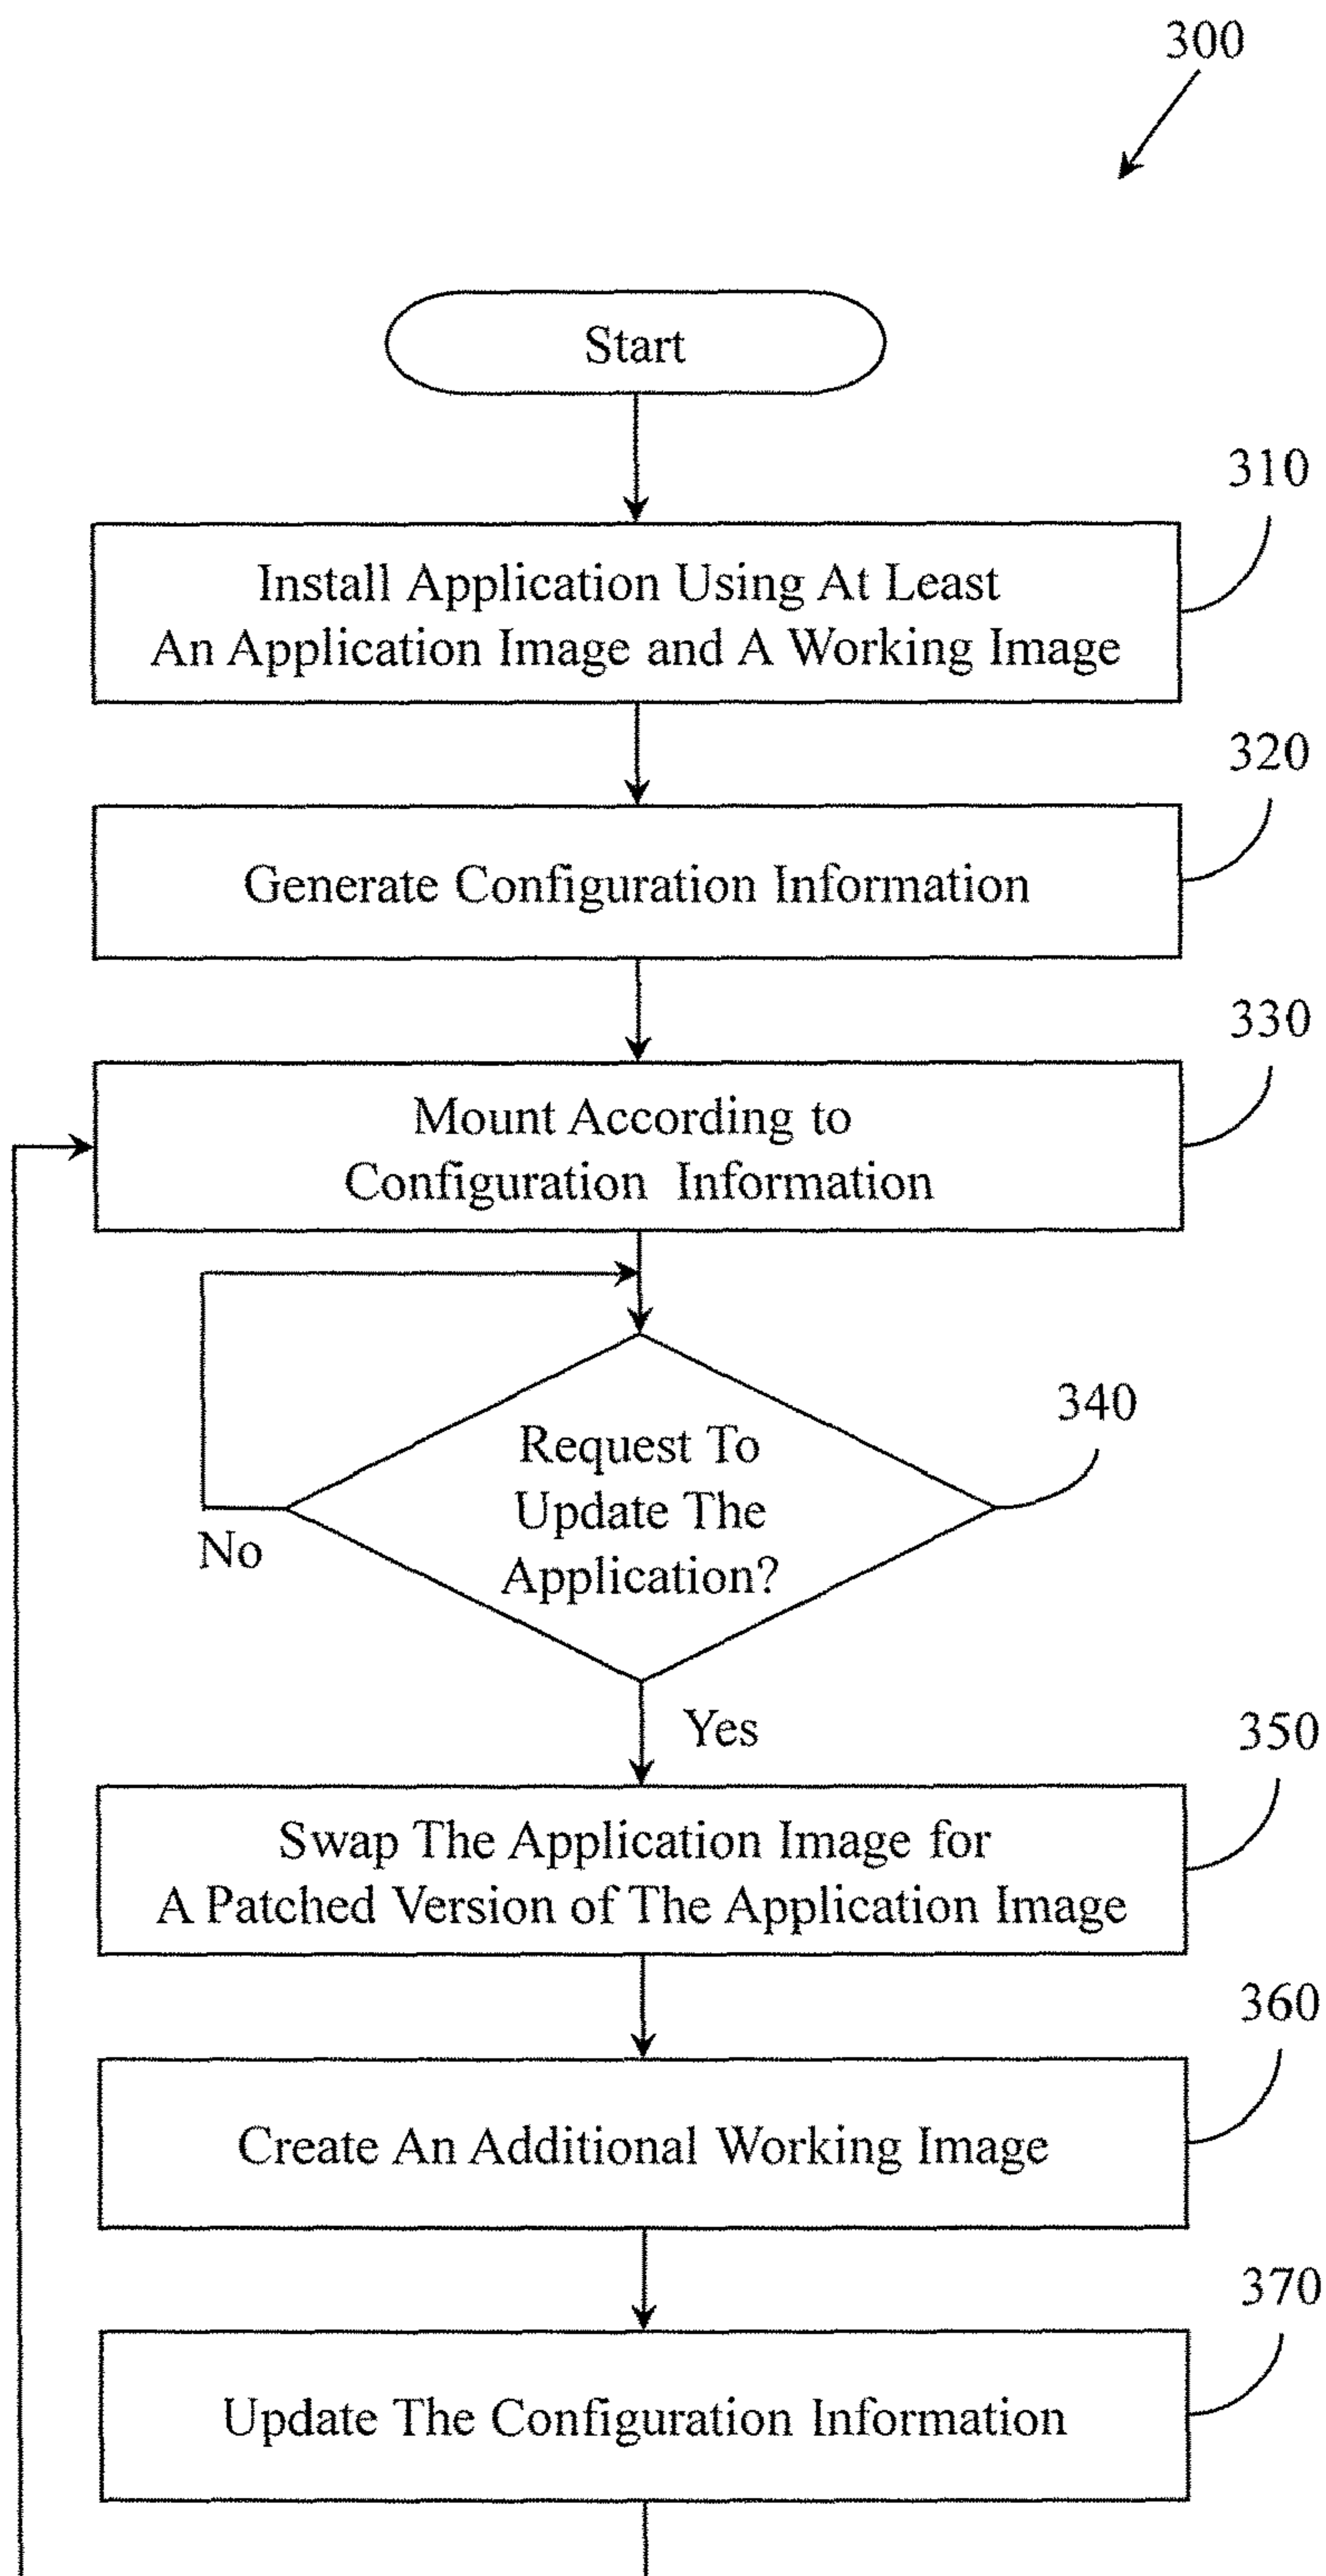 300
Start
310
Install Application Using At Least
An Application Image and A Working Image
320
Generate Configuration Information
330
Mount According to
Configuration Information
340
Request To
Update The
Application?
No
Yes
350
Swap The Application Image for
A Patched Version of The Application Image
360
Create An Additional Working Image
370
Update The Configuration Information